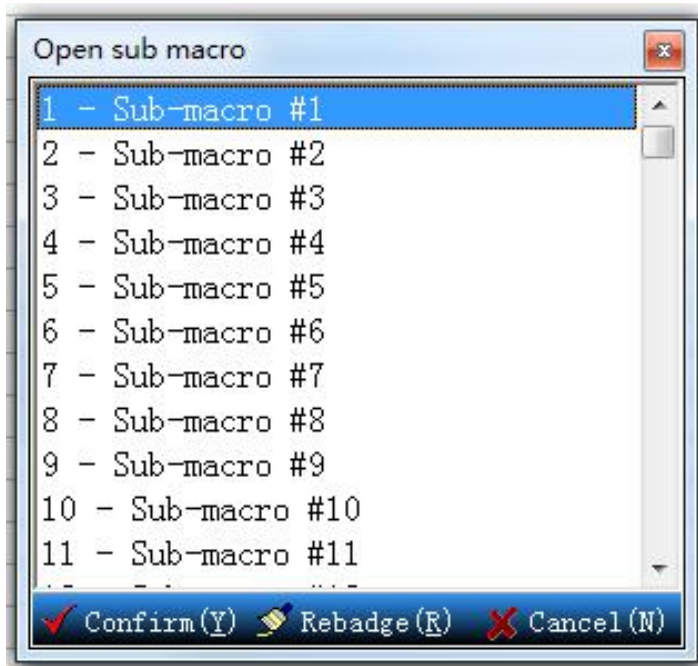 Open sub macro
1 - Sub-macro #1
2 - Sub-macro #2
3 - Sub-macro #3
4 - Sub-macro #4
5 - Sub-macro #5
6 - Sub-macro #6
7 - Sub-macro #7
8 - Sub-macro #8
9 - Sub-macro #9
10 - Sub-macro #10
11 - Sub-macro #11
Confirm(Y) Rebadge(R) Cancel(N)